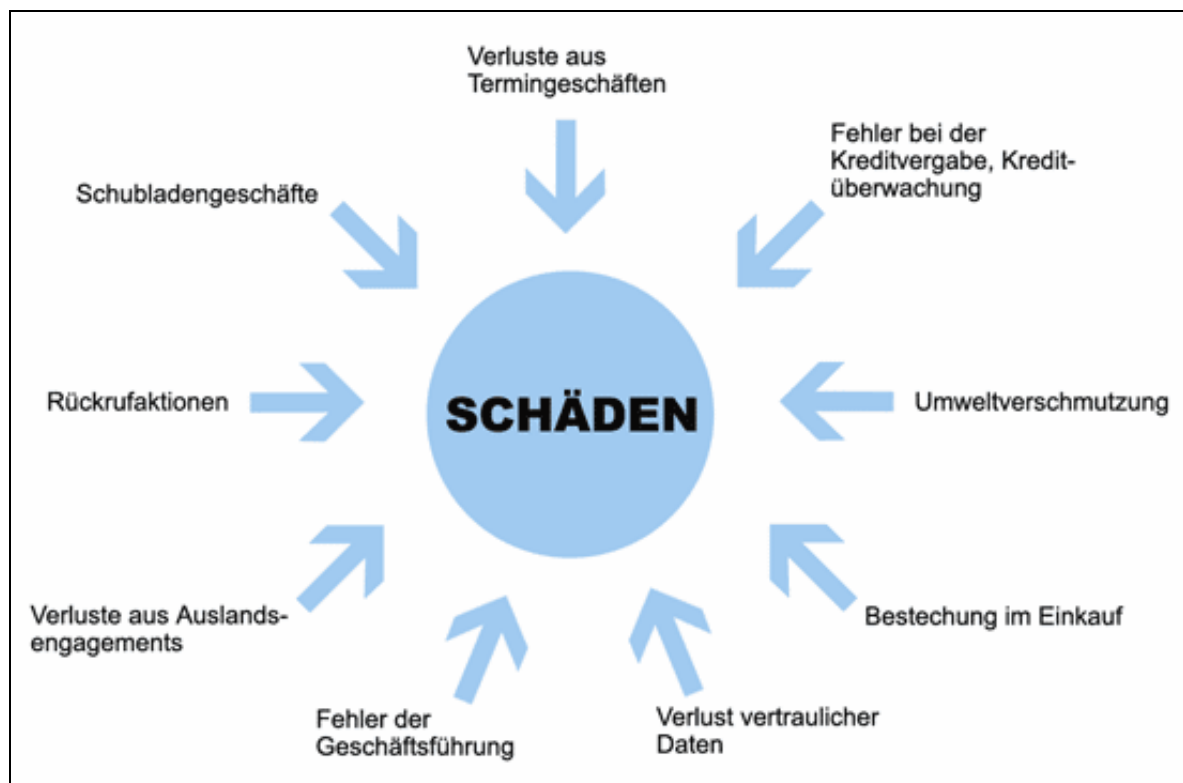 Verluste aus
Termingeschäften
Fehler bei der
Kreditvergabe, Kredit-
überwachung
Schubladengeschäfte
SCHÄDEN
Rückrufaktionen
Umweltverschmutzung
Verluste aus Auslands-
engagements
Bestechung im Einkauf
Fehler der
Geschäftsführung
Verlust vertraulicher
Daten